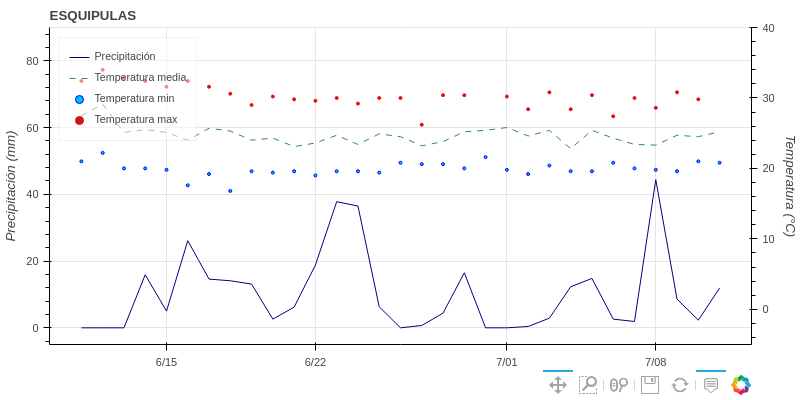 ESQUIPULAS
Precipitación
Temperatura media
Temperatura min
Temperatura max
Precipitación (mm)
80
60
40
20
0
Temperatura (°C)
40
30
20
10
0
6/15
6/22
7/01
7/08